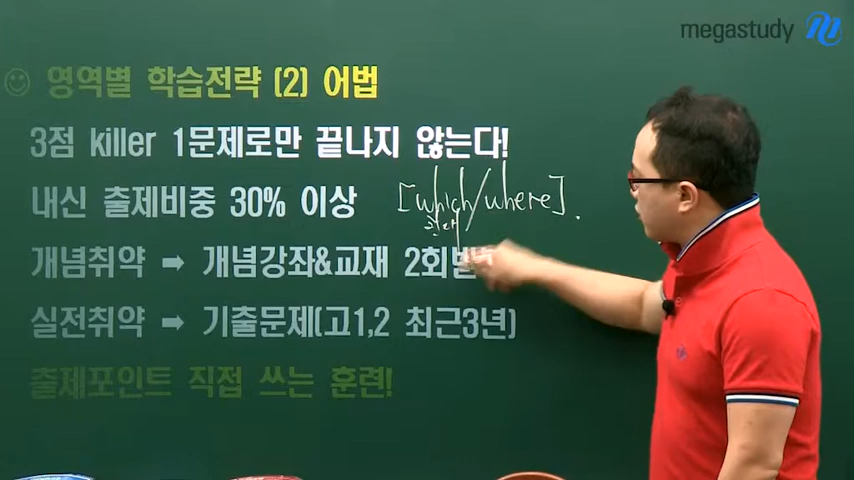 megastudy
영역별 학습전략 (2) 어법
3점 killer 1문제로만 끝나지 않는다!
내신 출제비중 30% 이상 [which/where].
개념취약 ➡ 개념강좌&교재 2회
실전취약 ➡ 기출문제(고1,2 최근3년)
출제포인트 직접 쓰는 훈련!